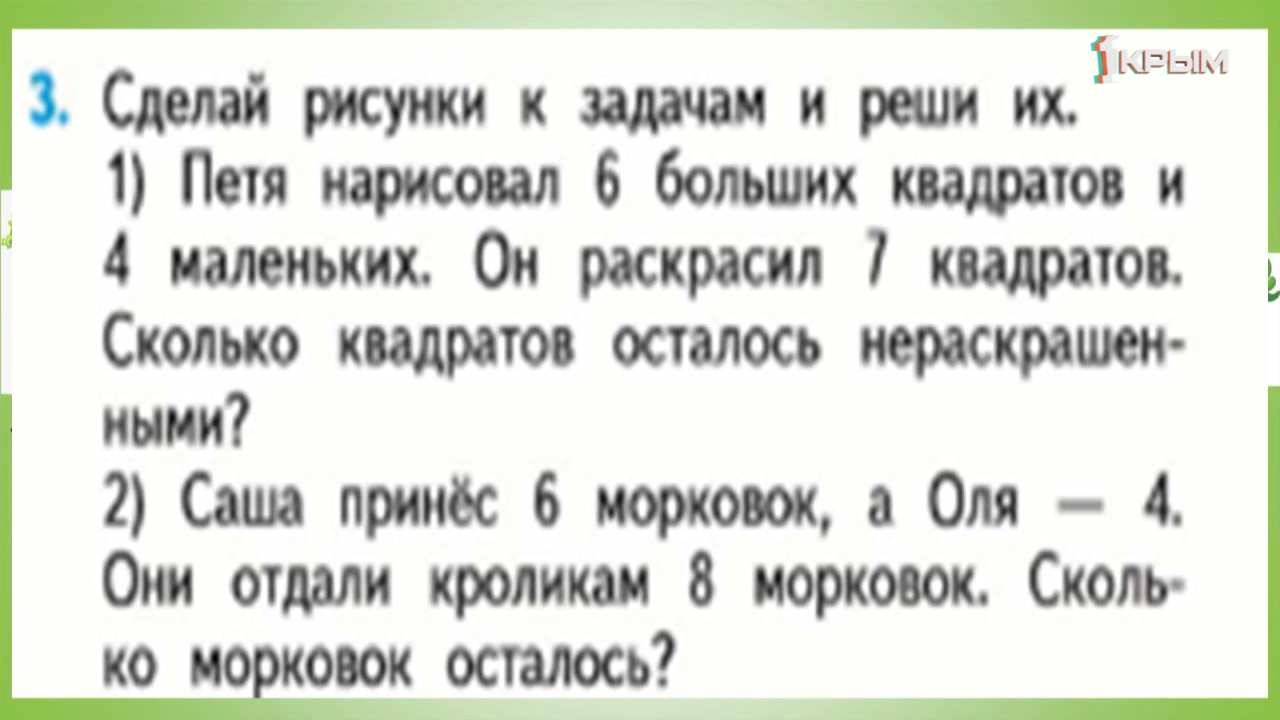 1 КРЫМ
3. Сделай рисунки к задачам и реши их.
1) Петя нарисовал 6 больших квадратов и
4 маленьких. Он раскрасил 7 квадратов.
Сколько квадратов осталось нераскрашен-
ными?
2) Саша принёс 6 морковок, а Оля — 4.
Они отдали кроликам 8 морковок. Сколь-
ко морковок осталось?